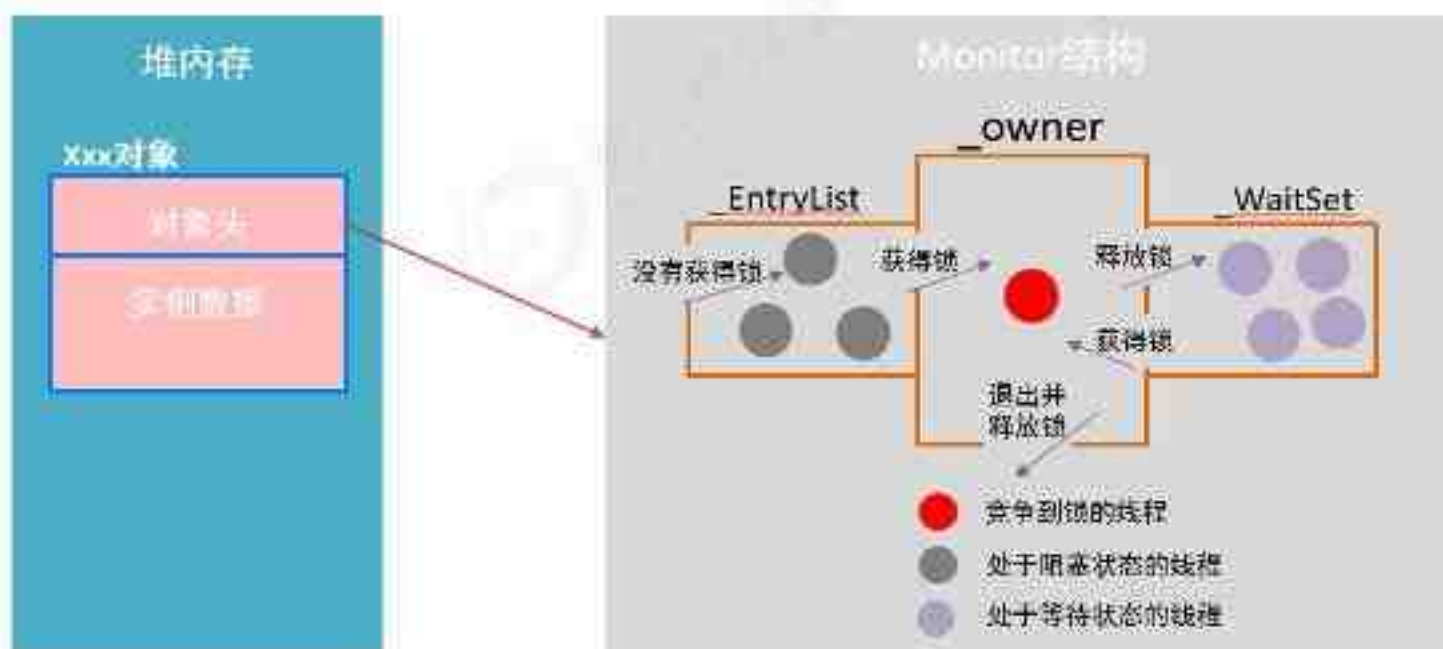 堆内存
Xxx对象
对象头
实例数据
Monitor结构
_owner
_EntryList
_WaitSet
没有获得锁
获得锁
释放锁
获得锁
退出并
释放锁
竞争到锁的线程
处于阻塞状态的线程
处于等待状态的线程